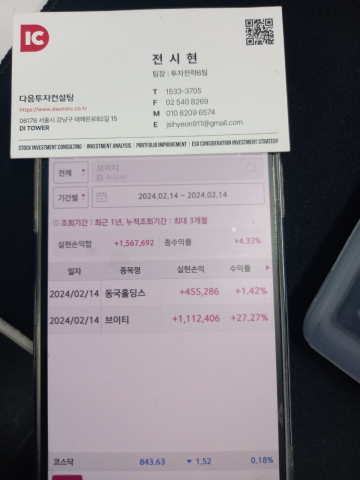 IC
전 시 현
팀장 | 투자전략6팀
다음투자컨설팅
https://www.dauminc.co.kr
06178 서울시 강남구 테헤란로82길 15
DI TOWER
T 1533-3705
F 02 540 8269
M 010 8209 6574
E jsihyeon911@gmail.com
STOCK INVESTMENT CONSULTING | INVESTMENT ANALYSIS | PORTFOLIO IMPROVEMENT | ESG CONSIDERATION INVESTMENT STRATEGY
전체
브이티
기간별
2024.02.14 ~ 2024.02.14
조회기간 : 최근 1년, 누적조회기간 : 최대 3개월
실현손익합 +1,567,692 총수익률 +4.33%
일자 종목명 실현손익 수익률
2024/02/14 동국홀딩스 +455,286 +1.42%
2024/02/14 브이티 +1,112,406 +27.27%
코스닥 843.63 ▼ 1.52 0.18%